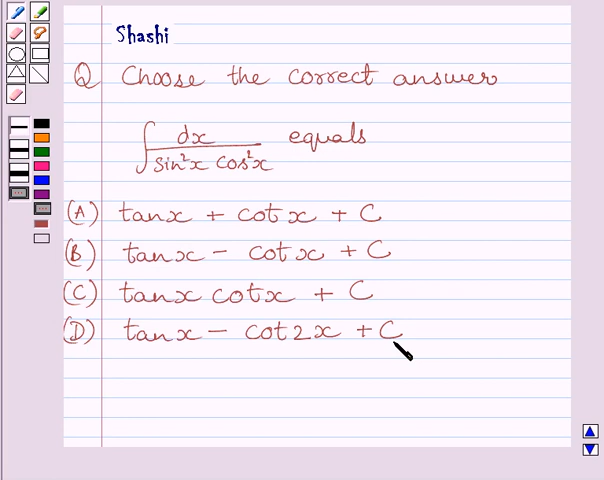 Shashi
Q Choose the correct answer
∫ dx / sin²x cos²x equals
(A) tanx + cotx + C
(B) tanx - cotx + C
(C) tanx cotx + C
(D) tanx - cot2x + C